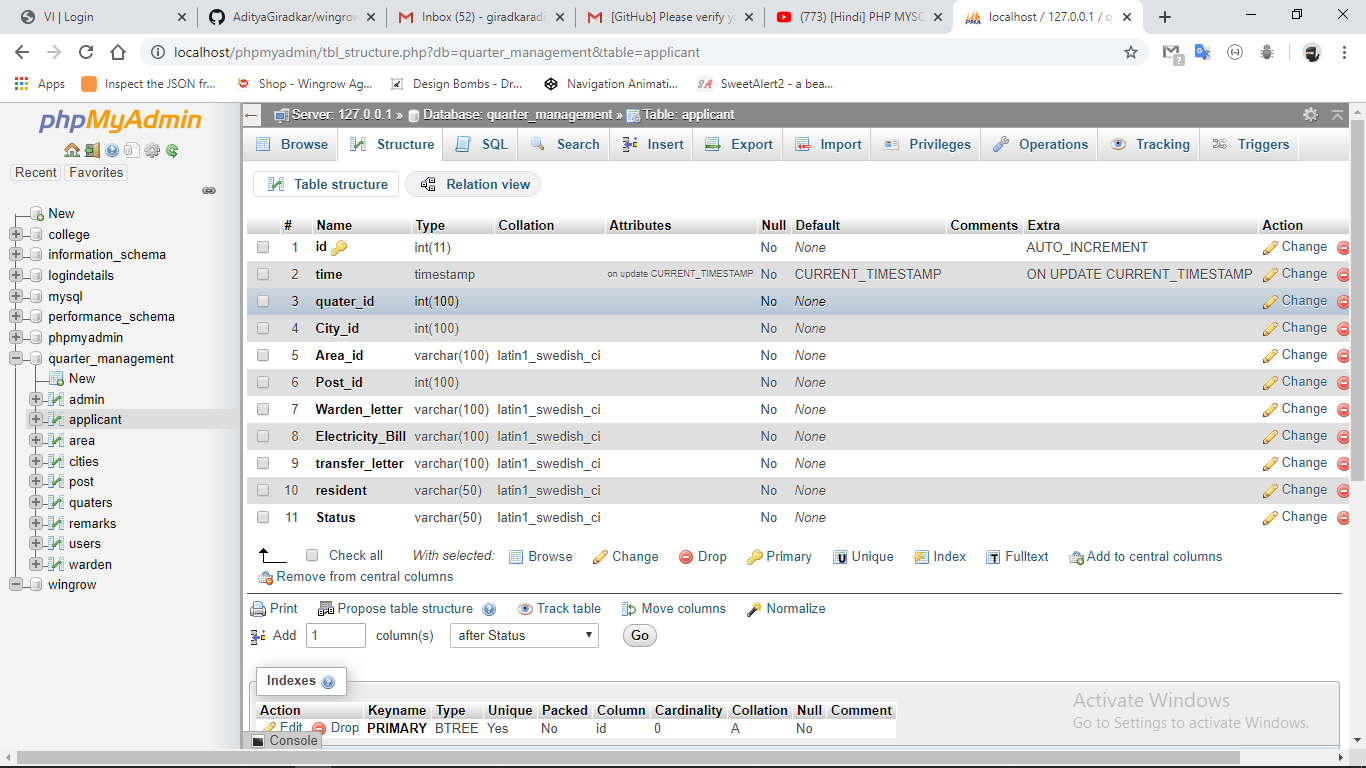 VI | Login
AdityaGiradkar/wingrow
Inbox (52) - giradkaradi
[GitHub] Please verify yo
(773) [Hindi] PHP MYSC
localhost / 127.0.0.1 / q
localhost/phpmyadmin/tbl_structure.php?db=quarter_management&table=applicant
Apps Inspect the JSON fr... Shop - Wingrow Ag... Design Bombs - Dr... Navigation Animati... SweetAlert2 - a bea...
phpMyAdmin
Recent Favorites
New
college
information_schema
logindetails
mysql
performance_schema
phpmyadmin
quarter_management
New
admin
applicant
area
cities
post
quaters
remarks
users
warden
wingrow
Server: 127.0.0.1 » Database: quarter_management » Table: applicant
Browse Structure SQL Search Insert Export Import Privileges Operations Tracking Triggers
Table structure Relation view
# Name Type Collation Attributes Null Default Comments Extra Action
1 id int(11) No None AUTO_INCREMENT Change
2 time timestamp on update CURRENT_TIMESTAMP No CURRENT_TIMESTAMP ON UPDATE CURRENT_TIMESTAMP Change
3 quater_id int(100) No None Change
4 City_id int(100) No None Change
5 Area_id varchar(100) latin1_swedish_ci No None Change
6 Post_id int(100) No None Change
7 Warden_letter varchar(100) latin1_swedish_ci No None Change
8 Electricity_Bill varchar(100) latin1_swedish_ci No None Change
9 transfer_letter varchar(100) latin1_swedish_ci No None Change
10 resident varchar(50) latin1_swedish_ci No None Change
11 Status varchar(50) latin1_swedish_ci No None Change
Check all With selected: Browse Change Drop Primary Unique Index Fulltext Add to central columns
Remove from central columns
Print Propose table structure Track table Move columns Normalize
Add 1 column(s) after Status Go
Indexes
Action Keyname Type Unique Packed Column Cardinality Collation Null Comment
Edit Drop PRIMARY BTREE Yes No id 0 A No
Console
Activate Windows
Go to Settings to activate Windows.